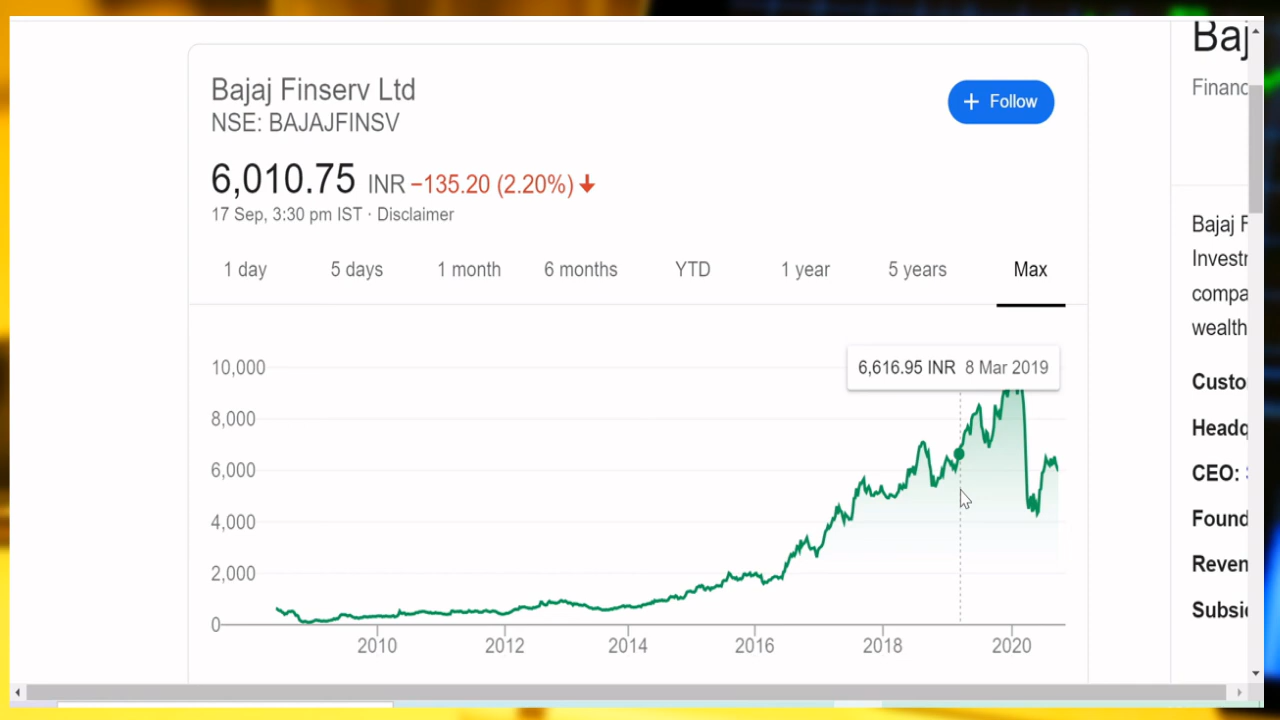 Bajaj Finserv Ltd
NSE: BAJAJFINSV
+ Follow
6,010.75 INR −135.20 (2.20%)
17 Sep, 3:30 pm IST · Disclaimer
1 day 5 days 1 month 6 months YTD 1 year 5 years Max
6,616.95 INR 8 Mar 2019
10,000
8,000
6,000
4,000
2,000
0
2010 2012 2014 2016 2018 2020
Baj
Financ
Bajaj F
Investr
compa
wealth
Custo
Headq
CEO:
Found
Reven
Subsi